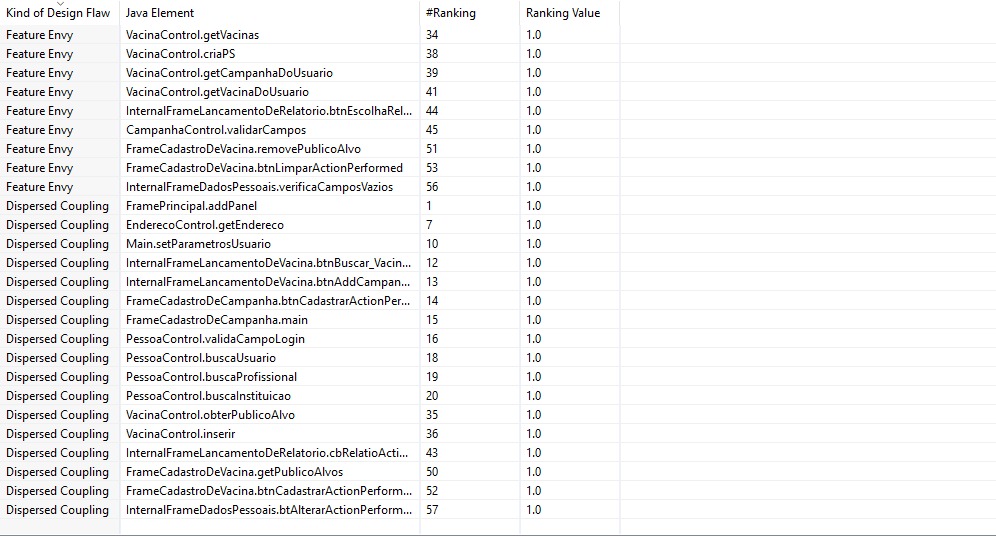 Kind of Design Flaw Java Element #Ranking Ranking Value
Feature Envy VacinaControl.getVacinas 34 1.0
Feature Envy VacinaControl.criaPS 38 1.0
Feature Envy VacinaControl.getCampanhaDoUsuario 39 1.0
Feature Envy VacinaControl.getVacinaDoUsuario 41 1.0
Feature Envy InternalFrameLancamentoDeRelatorio.btnEscolhaRel... 44 1.0
Feature Envy CampanhaControl.validarCampos 45 1.0
Feature Envy FrameCadastroDeVacina.removePublicoAlvo 51 1.0
Feature Envy FrameCadastroDeVacina.btnLimparActionPerformed 53 1.0
Feature Envy InternalFrameDadosPessoais.verificaCamposVazios 56 1.0
Dispersed Coupling FramePrincipal.addPanel 1 1.0
Dispersed Coupling EnderecoControl.getEndereco 7 1.0
Dispersed Coupling Main.setParametrosUsuario 10 1.0
Dispersed Coupling InternalFrameLancamentoDeVacina.btnBuscar_Vacin... 12 1.0
Dispersed Coupling InternalFrameLancamentoDeVacina.btnAddCampan... 13 1.0
Dispersed Coupling FrameCadastroDeCampanha.btnCadastrarActionPer... 14 1.0
Dispersed Coupling FrameCadastroDeCampanha.main 15 1.0
Dispersed Coupling PessoaControl.validaCampoLogin 16 1.0
Dispersed Coupling PessoaControl.buscaUsuario 18 1.0
Dispersed Coupling PessoaControl.buscaProfissional 19 1.0
Dispersed Coupling PessoaControl.buscaInstituicao 20 1.0
Dispersed Coupling VacinaControl.obterPublicoAlvo 35 1.0
Dispersed Coupling VacinaControl.inserir 36 1.0
Dispersed Coupling InternalFrameLancamentoDeRelatorio.cbRelatioActi... 43 1.0
Dispersed Coupling FrameCadastroDeVacina.getPublicoAlvos 50 1.0
Dispersed Coupling FrameCadastroDeVacina.btnCadastrarActionPerform... 52 1.0
Dispersed Coupling InternalFrameDadosPessoais.btAlterarActionPerform... 57 1.0